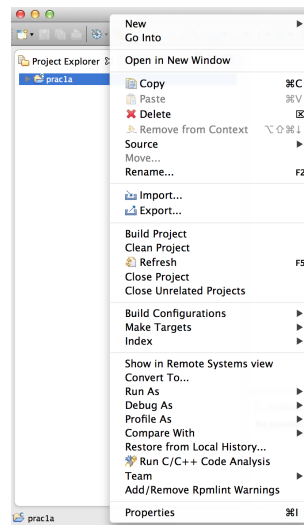 New
Go Into
Open in New Window
Project Explorer
prac1a
Copy ⌘C
Paste ⌘V
Delete ⌦
Remove from Context ⌥⇧⌘↓
Source
Move...
Rename... F2
Import...
Export...
Build Project
Clean Project
Refresh F5
Close Project
Close Unrelated Projects
Build Configurations
Make Targets
Index
Show in Remote Systems view
Convert To...
Run As
Debug As
Profile As
Compare With
Restore from Local History...
Run C/C++ Code Analysis
Team
Add/Remove Rpmlint Warnings
Properties ⌘I
prac1a